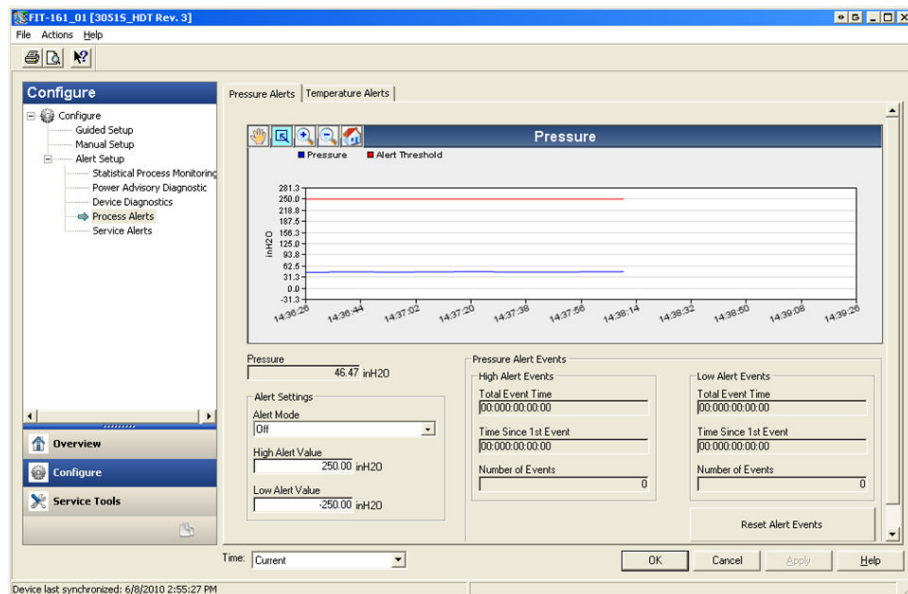 FIT-161_01 [3051S_HDT Rev. 3]
File Actions Help
Configure
Configure
Guided Setup
Manual Setup
Alert Setup
Statistical Process Monitoring
Power Advisory Diagnostic
Device Diagnostics
Process Alerts
Service Alerts
Overview
Configure
Service Tools
Pressure Alerts Temperature Alerts
Pressure
Pressure Alert Threshold
inH2O
281.3
250.0
218.8
187.5
156.3
125.0
93.8
62.5
31.3
0.0
-31.3
14:36:26 14:36:44 14:37:02 14:37:20 14:37:38 14:37:56 14:38:14 14:38:32 14:38:50 14:39:08 14:39:26
Pressure
46.47 inH2O
Alert Settings
Alert Mode
Off
High Alert Value
250.00 inH2O
Low Alert Value
-250.00 inH2O
Pressure Alert Events
High Alert Events
Total Event Time
00:000:00:00:00
Time Since 1st Event
00:000:00:00:00
Number of Events
0
Low Alert Events
Total Event Time
00:000:00:00:00
Time Since 1st Event
00:000:00:00:00
Number of Events
0
Reset Alert Events
Time: Current
OK Cancel Apply Help
Device last synchronized: 6/8/2010 2:55:27 PM